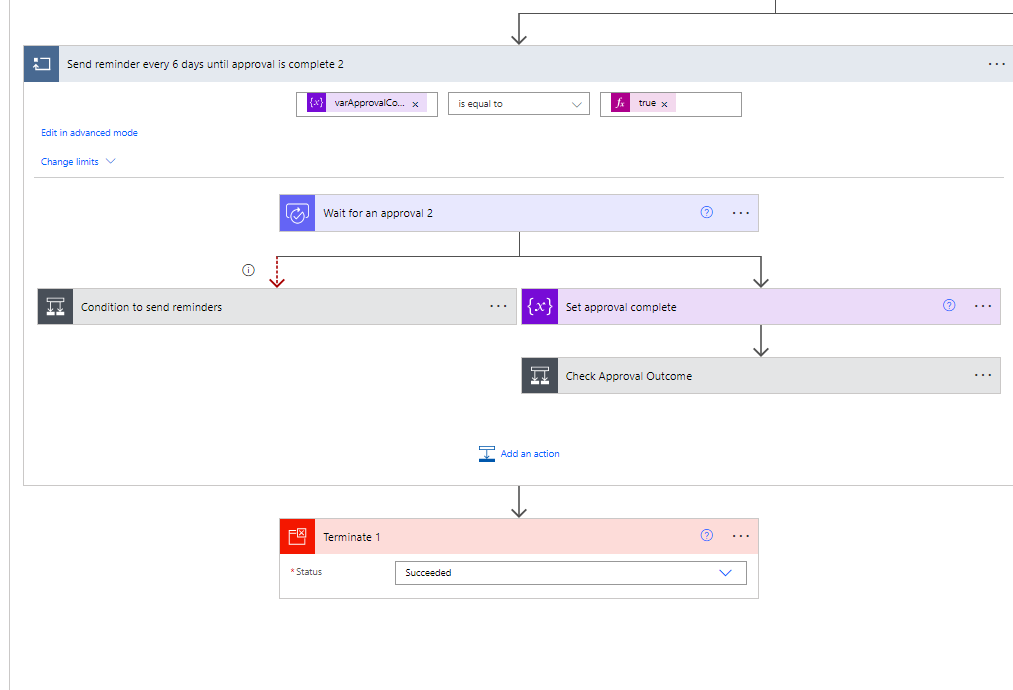 Send reminder every 6 days until approval is complete 2
{x} varApprovalCo... × is equal to fx true ×
Edit in advanced mode
Change limits
Wait for an approval 2
Condition to send reminders
{x} Set approval complete
Check Approval Outcome
Add an action
Terminate 1
* Status Succeeded